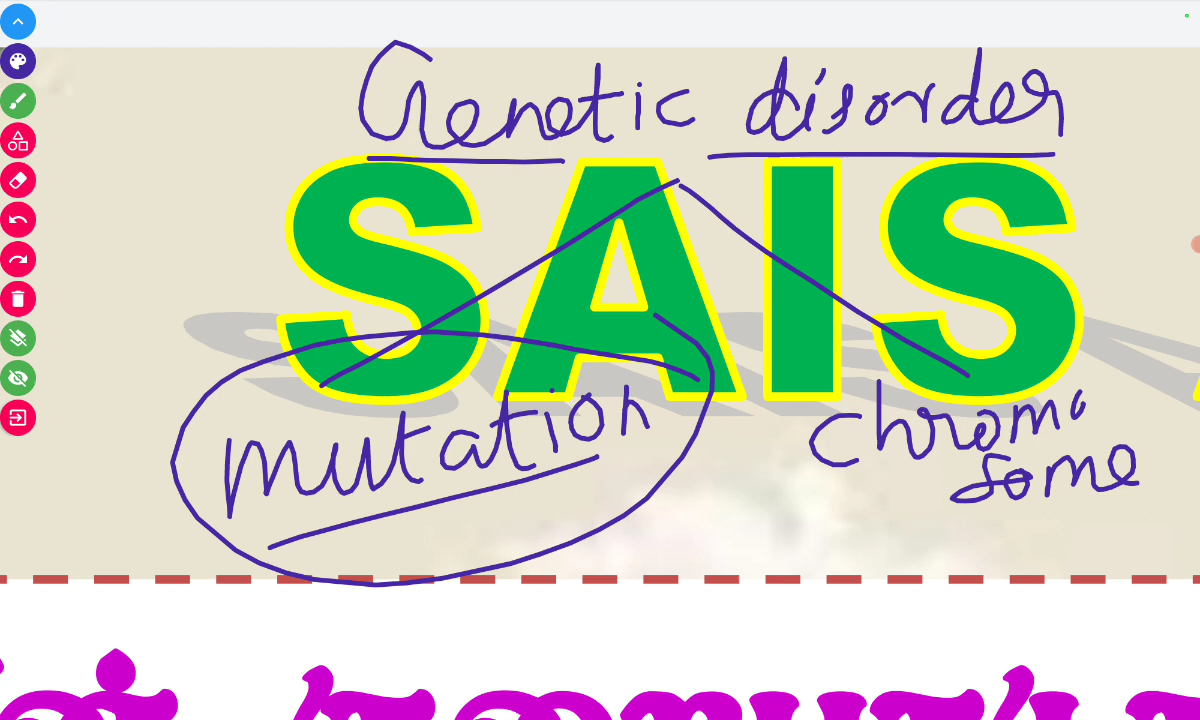 Genetic disorder
SAIS
mutation
chromo
some